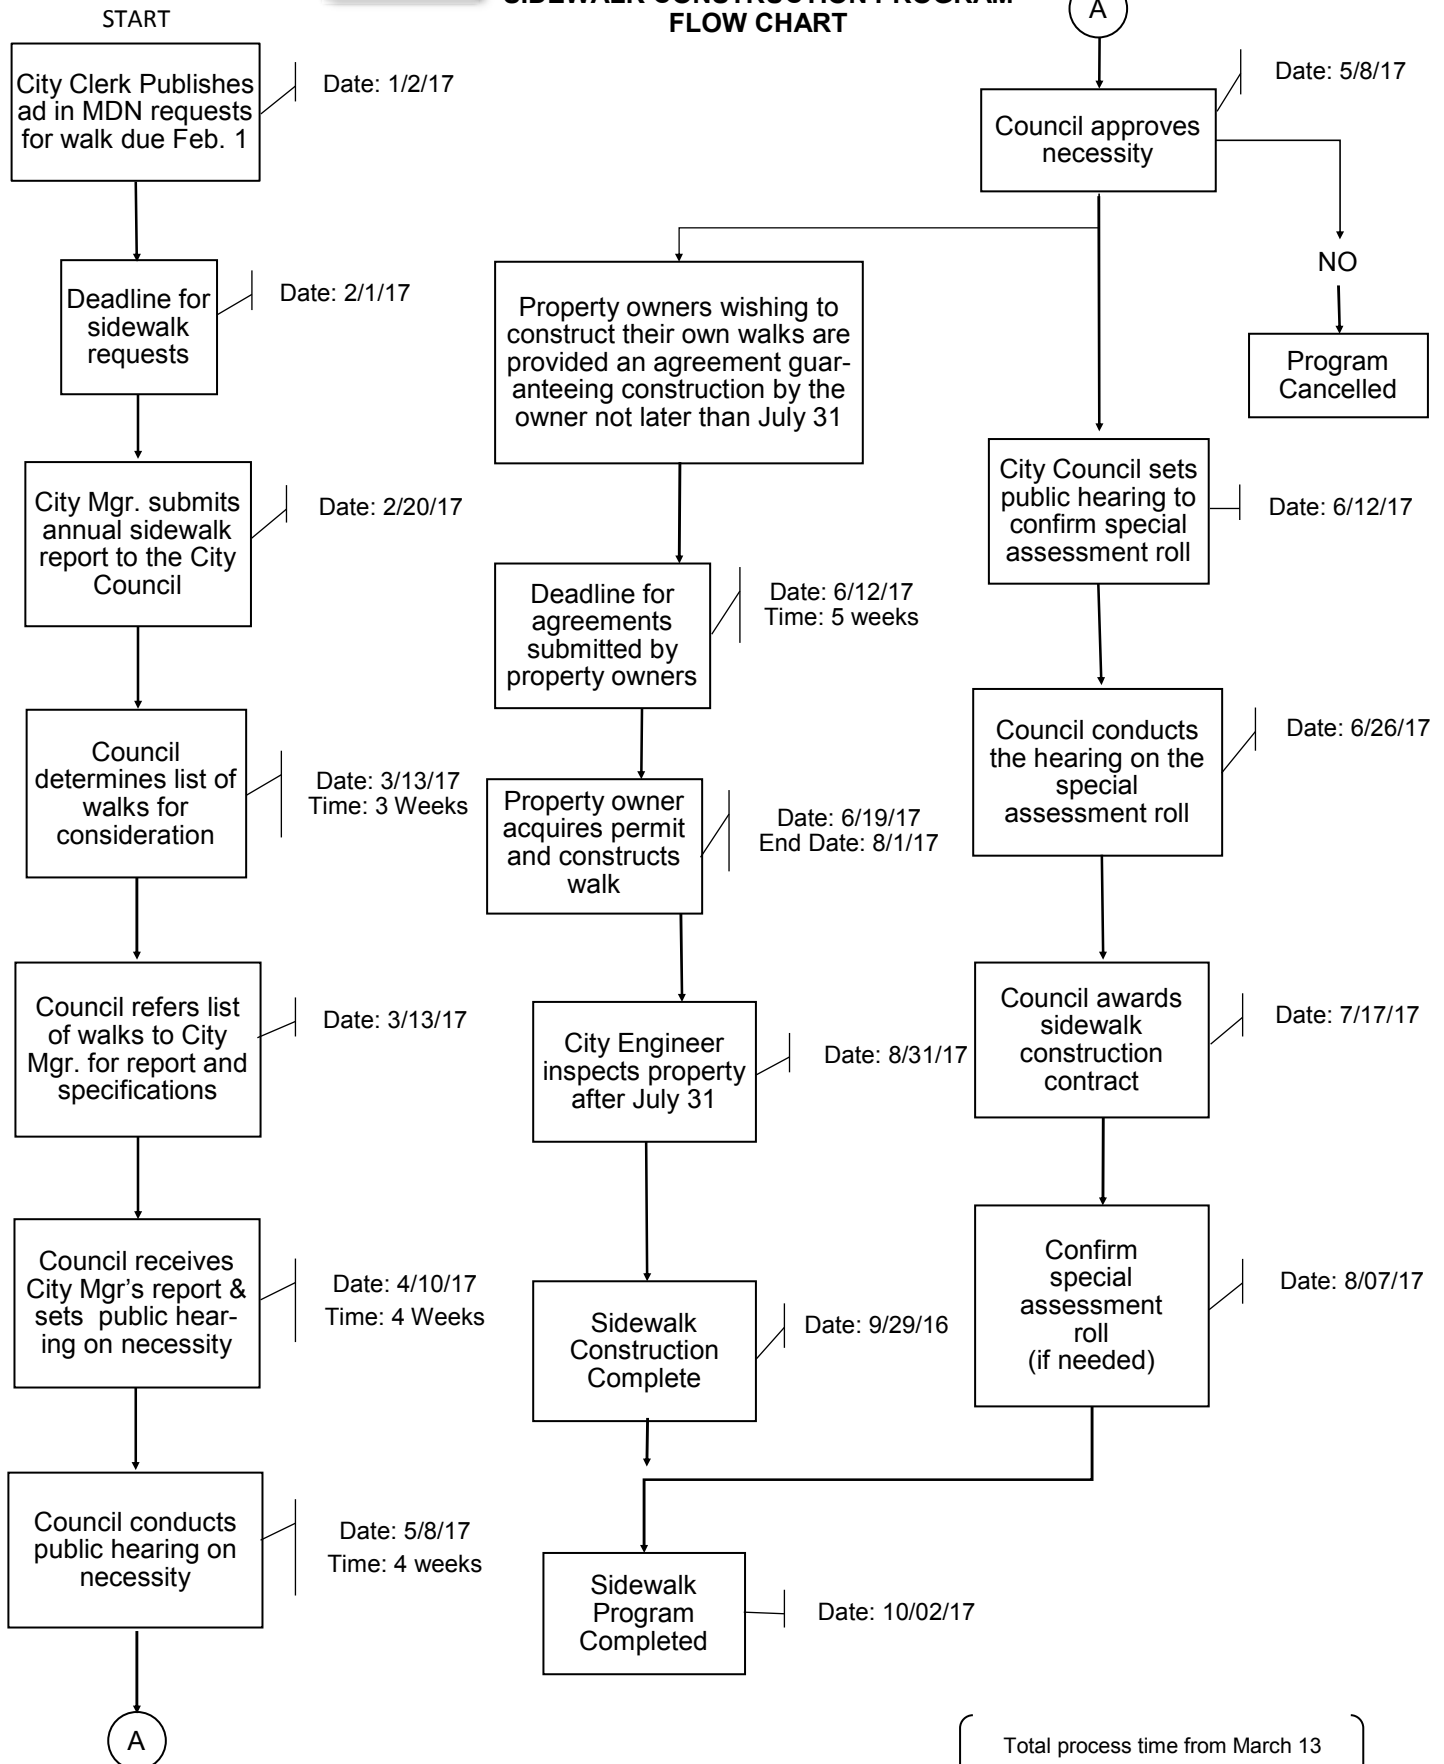 START
SIDEWALK CONSTRUCTION PROGRAM
FLOW CHART
City Clerk Publishes
ad in MDN requests
for walk due Feb. 1
Date: 1/2/17
Deadline for
sidewalk
requests
Date: 2/1/17
City Mgr. submits
annual sidewalk
report to the City
Council
Date: 2/20/17
Council
determines list of
walks for
consideration
Date: 3/13/17
Time: 3 Weeks
Council refers list
of walks to City
Mgr. for report and
specifications
Date: 3/13/17
Council receives
City Mgr’s report &
sets public hear-
ing on necessity
Date: 4/10/17
Time: 4 Weeks
Council conducts
public hearing on
necessity
Date: 5/8/17
Time: 4 weeks
A
A
Council approves
necessity
Date: 5/8/17
NO
Program
Cancelled
Property owners wishing to
construct their own walks are
provided an agreement guar-
anteeing construction by the
owner not later than July 31
Deadline for
agreements
submitted by
property owners
Date: 6/12/17
Time: 5 weeks
Property owner
acquires permit
and constructs
walk
Date: 6/19/17
End Date: 8/1/17
City Engineer
inspects property
after July 31
Date: 8/31/17
Sidewalk
Construction
Complete
Date: 9/29/16
City Council sets
public hearing to
confirm special
assessment roll
Date: 6/12/17
Council conducts
the hearing on the
special
assessment roll
Date: 6/26/17
Council awards
sidewalk
construction
contract
Date: 7/17/17
Confirm
special
assessment
roll
(if needed)
Date: 8/07/17
Sidewalk
Program
Completed
Date: 10/02/17
Total process time from March 13